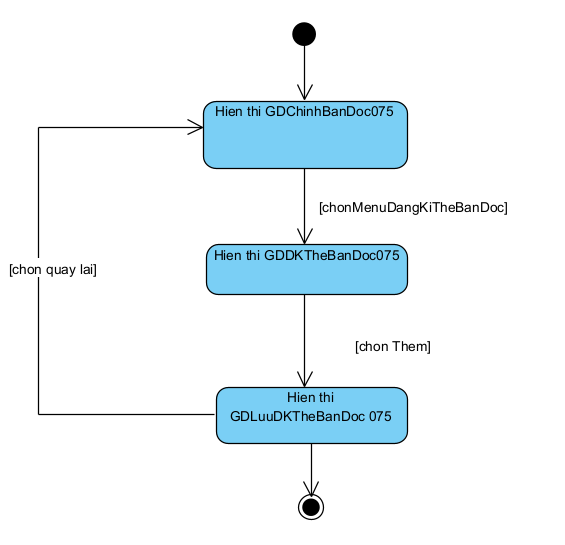 Hien thi GDChinhBanDoc075
[chonMenuDangKiTheBanDoc]
Hien thi GDDKTheBanDoc075
[chon quay lai]
[chon Them]
Hien thi
GDLuuDKTheBanDoc 075